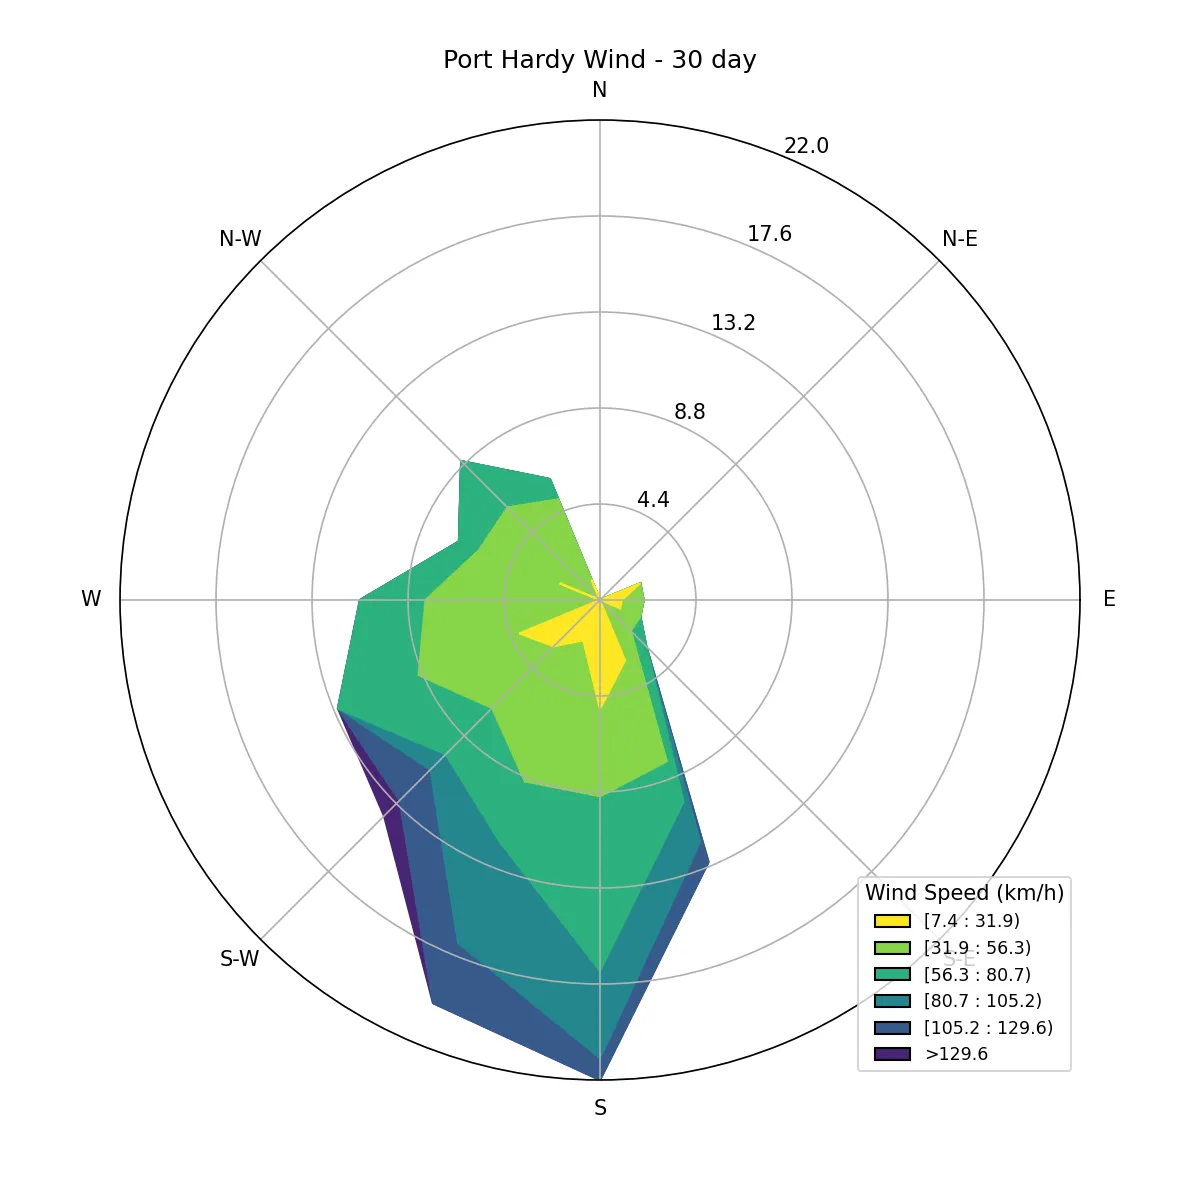 Port Hardy Wind - 30 day
N
22.0
17.6
N-W
N-E
13.2
8.8
4.4
W
E
Wind Speed (km/h)
[7.4 : 31.9)
[31.9 : 56.3)
S-W
S-E
[56.3 : 80.7)
[80.7 : 105.2)
[105.2 : 129.6)
>129.6
S